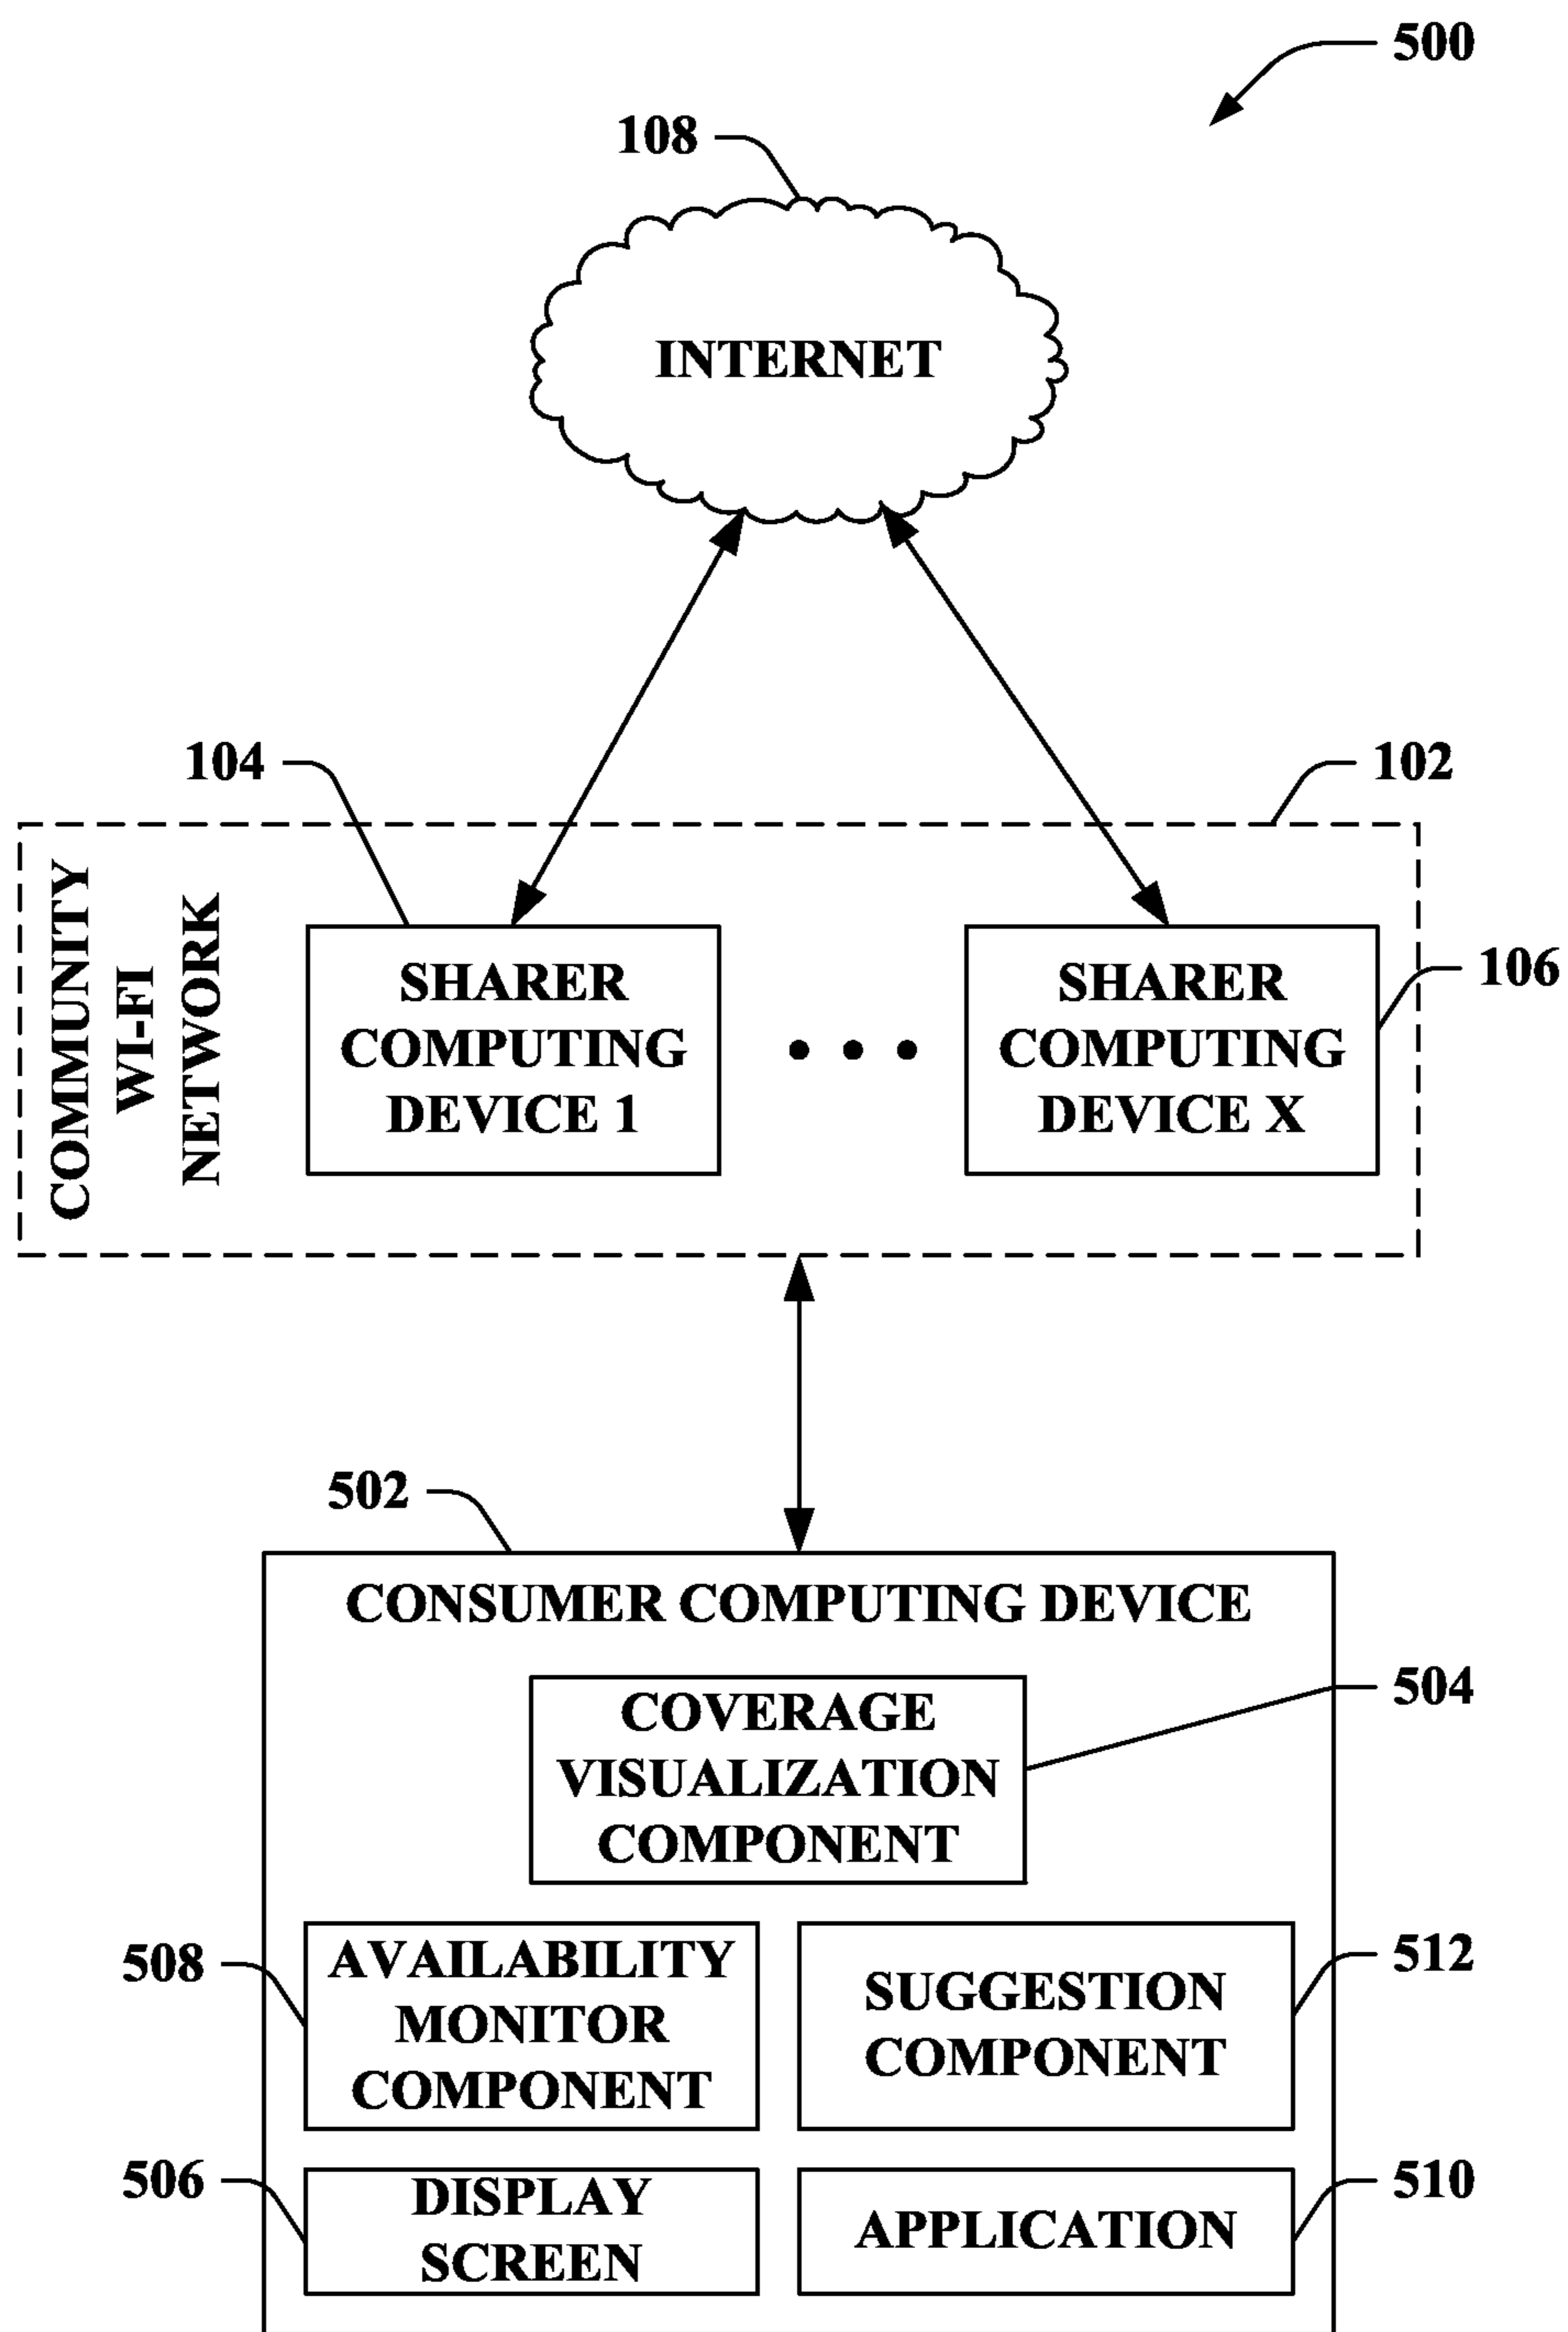 500
108
INTERNET
104
102
COMMUNITY
WI-FI
NETWORK
SHARER
COMPUTING
DEVICE 1
SHARER
COMPUTING
DEVICE X
106
502
CONSUMER COMPUTING DEVICE
COVERAGE
VISUALIZATION
COMPONENT
504
508
AVAILABILITY
MONITOR
COMPONENT
SUGGESTION
COMPONENT
512
506
DISPLAY
SCREEN
APPLICATION
510